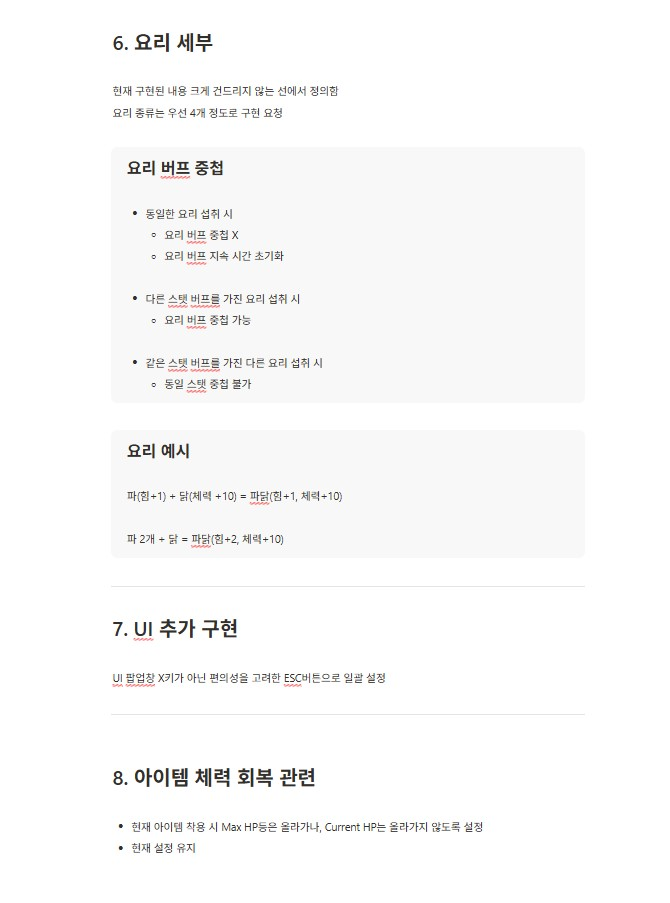 6. 요리 세부
현재 구현된 내용 크게 건드리지 않는 선에서 정의함
요리 종류는 우선 4개 정도로 구현 요청
요리 버프 중첩
동일한 요리 섭취 시
요리 버프 중첩 X
요리 버프 지속 시간 초기화
다른 스탯 버프를 가진 요리 섭취 시
요리 버프 중첩 가능
같은 스탯 버프를 가진 다른 요리 섭취 시
동일 스탯 중첩 불가
요리 예시
파(힘+1) + 닭(체력 +10) = 파닭(힘+1, 체력+10)
파 2개 + 닭 = 파닭(힘+2, 체력+10)
7. UI 추가 구현
UI 팝업창 X키가 아닌 편의성을 고려한 ESC버튼으로 일괄 설정
8. 아이템 체력 회복 관련
현재 아이템 착용 시 Max HP등은 올라가나, Current HP는 올라가지 않도록 설정
현재 설정 유지